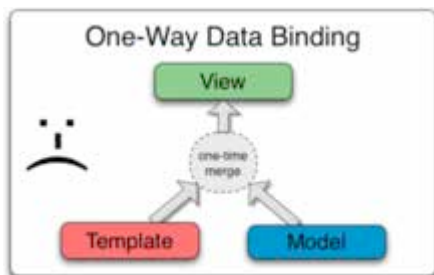 One-Way Data Binding
View
one-time
merge
Template
Model